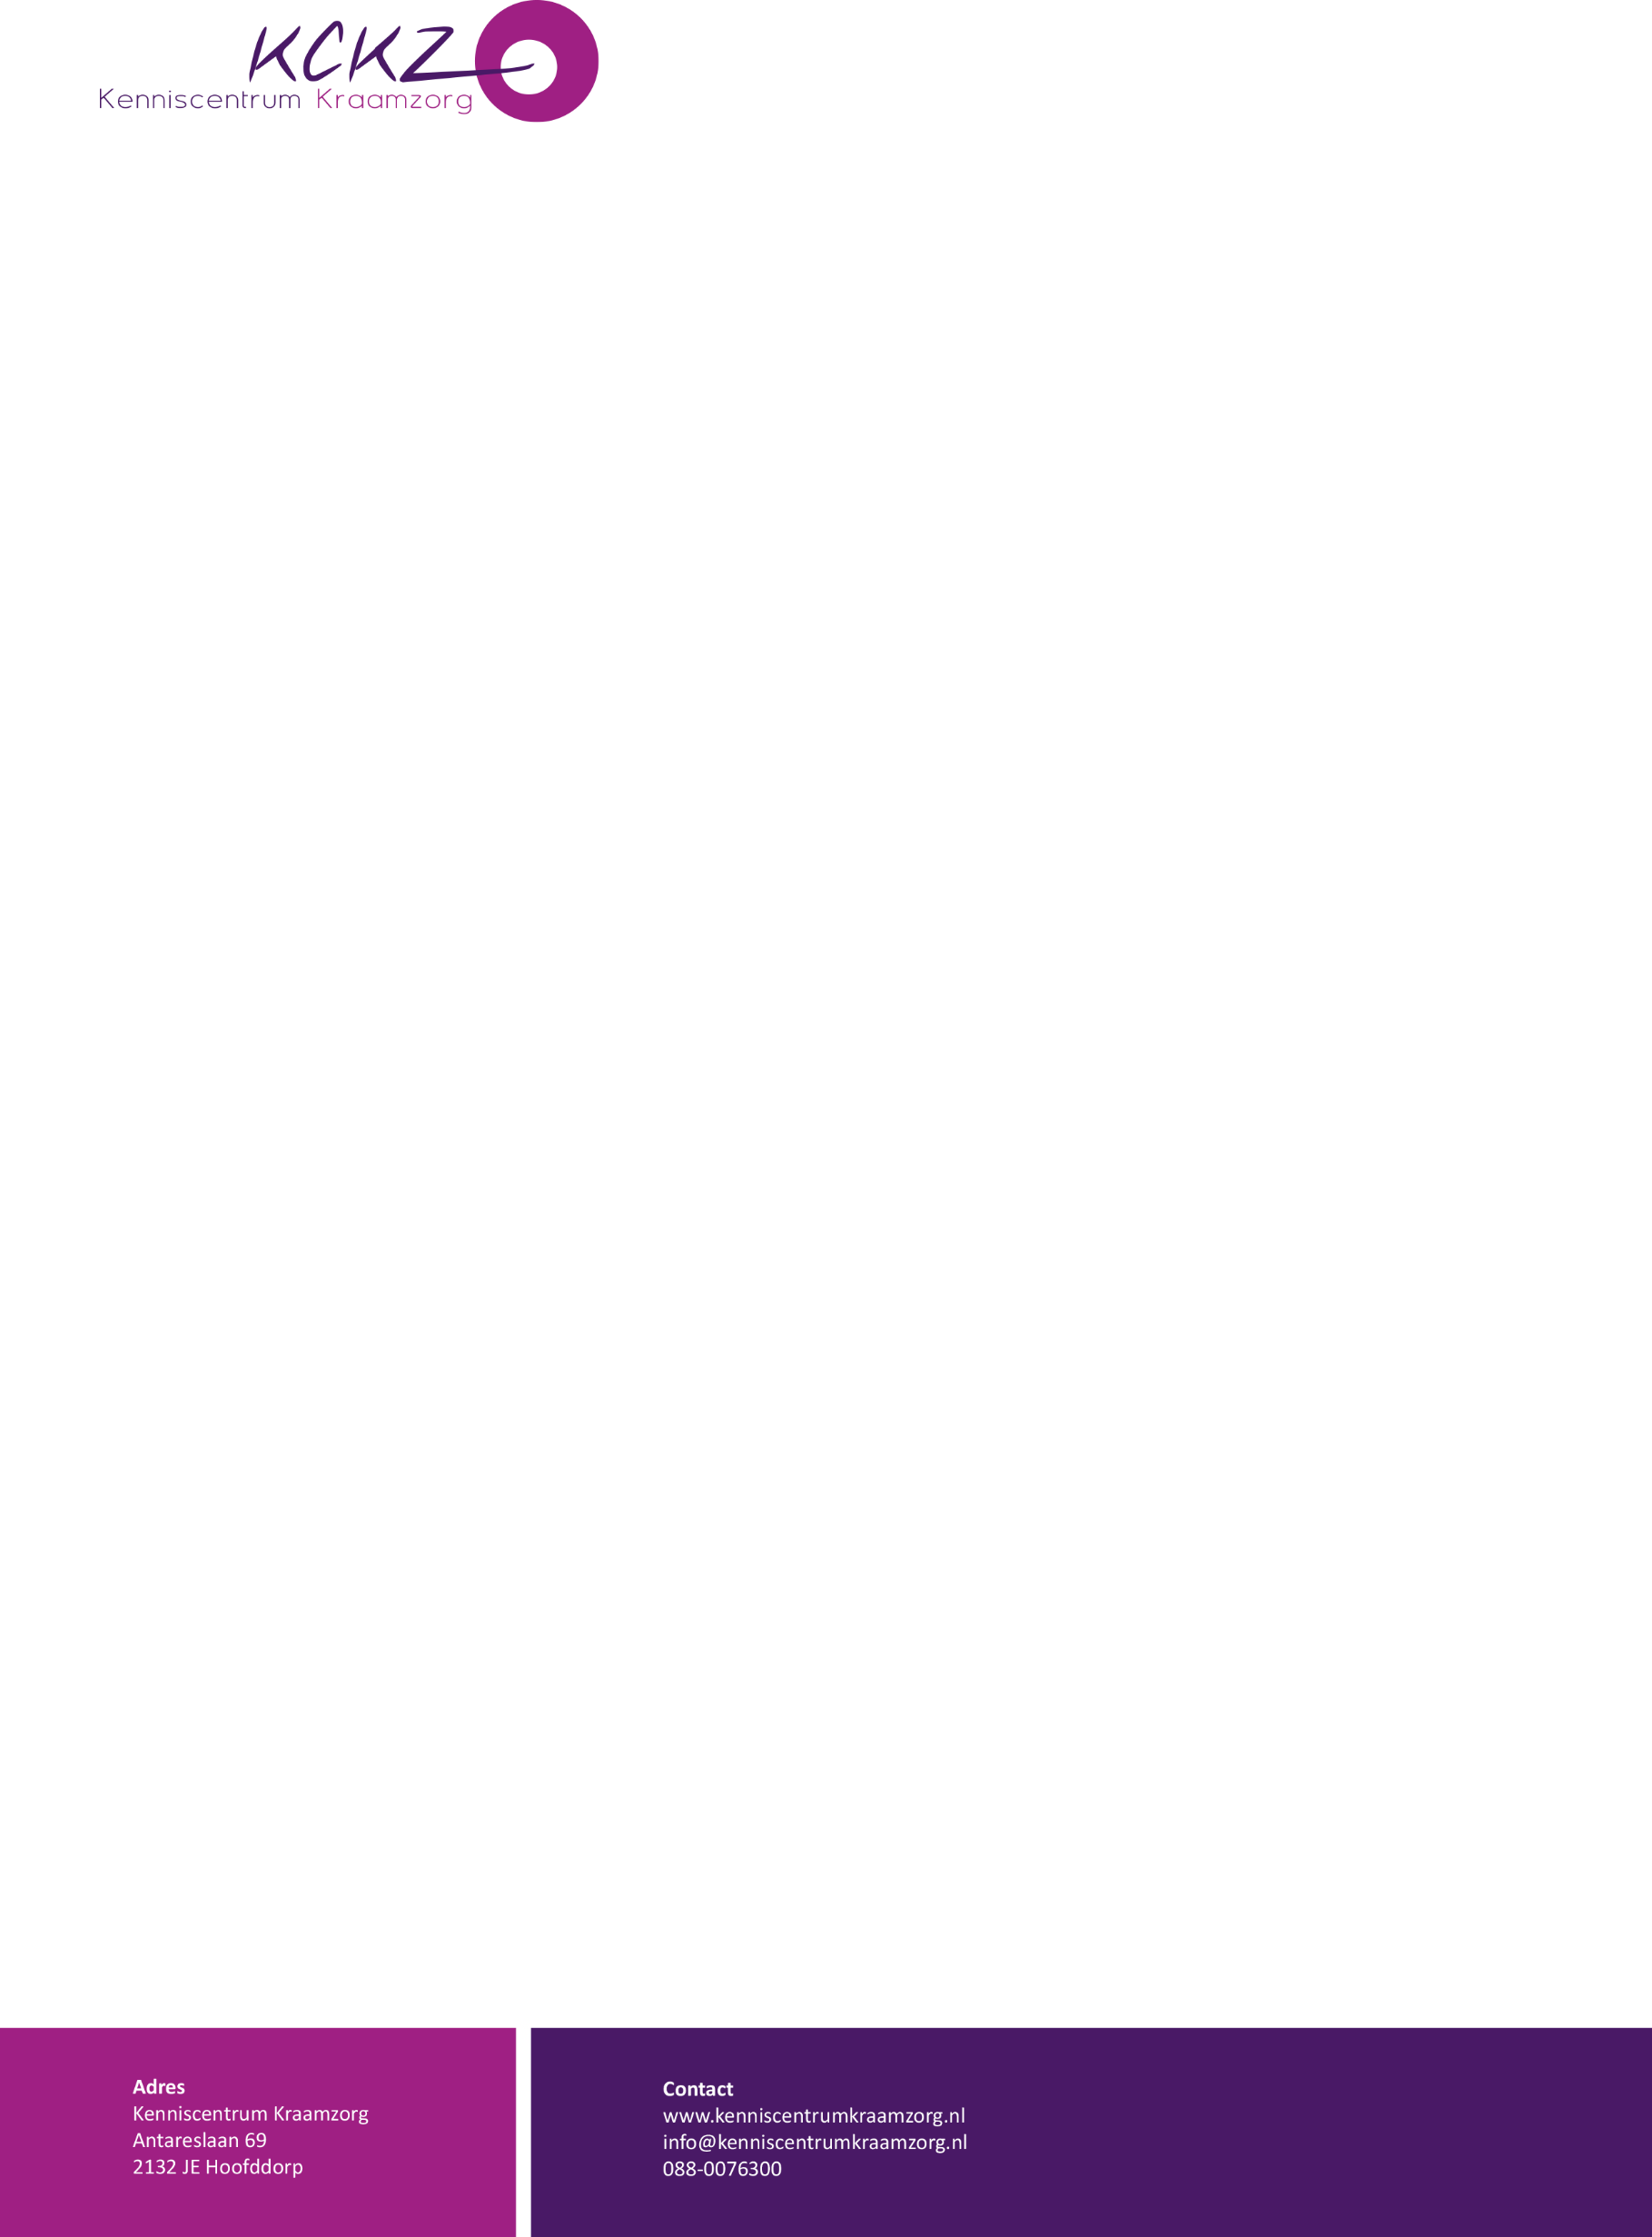 KCKZ
Kenniscentrum Kraamzorg
Adres
Kenniscentrum Kraamzorg
Antareslaan 69
2132 JE Hoofddorp
Contact
www.kenniscentrumkraamzorg.nl
info@kenniscentrumkraamzorg.nl
088-0076300